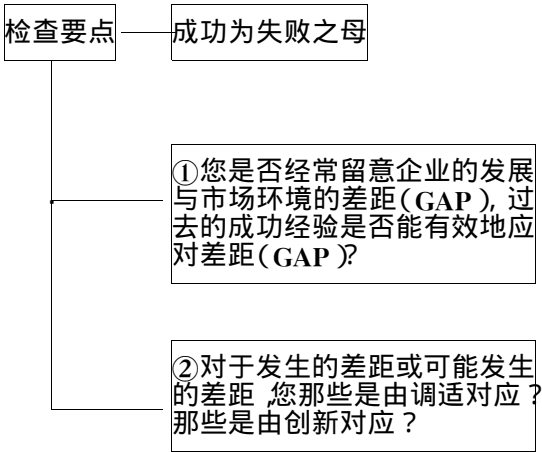 检查要点
成功为失败之母
①您是否经常留意企业的发展
与市场环境的差距(GAP),过
去的成功经验是否能有效地应
对差距(GAP)?
②对于发生的差距或可能发生
的差距,您那些是由调适对应?
那些是由创新对应?